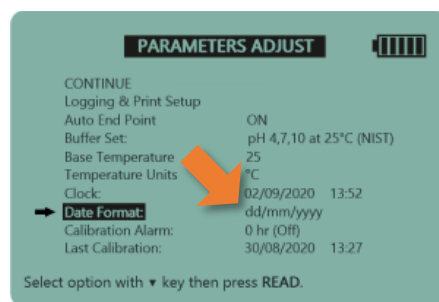 PARAMETERS ADJUST
CONTINUE
Logging & Print Setup
Auto End Point ON
Buffer Set: pH 4,7,10 at 25°C (NIST)
Base Temperature 25
Temperature Units °C
Clock: 02/09/2020 13:52
Date Format: dd/mm/yyyy
Calibration Alarm: 0 hr (Off)
Last Calibration: 30/08/2020 13:27
Select option with ▼ key then press READ.